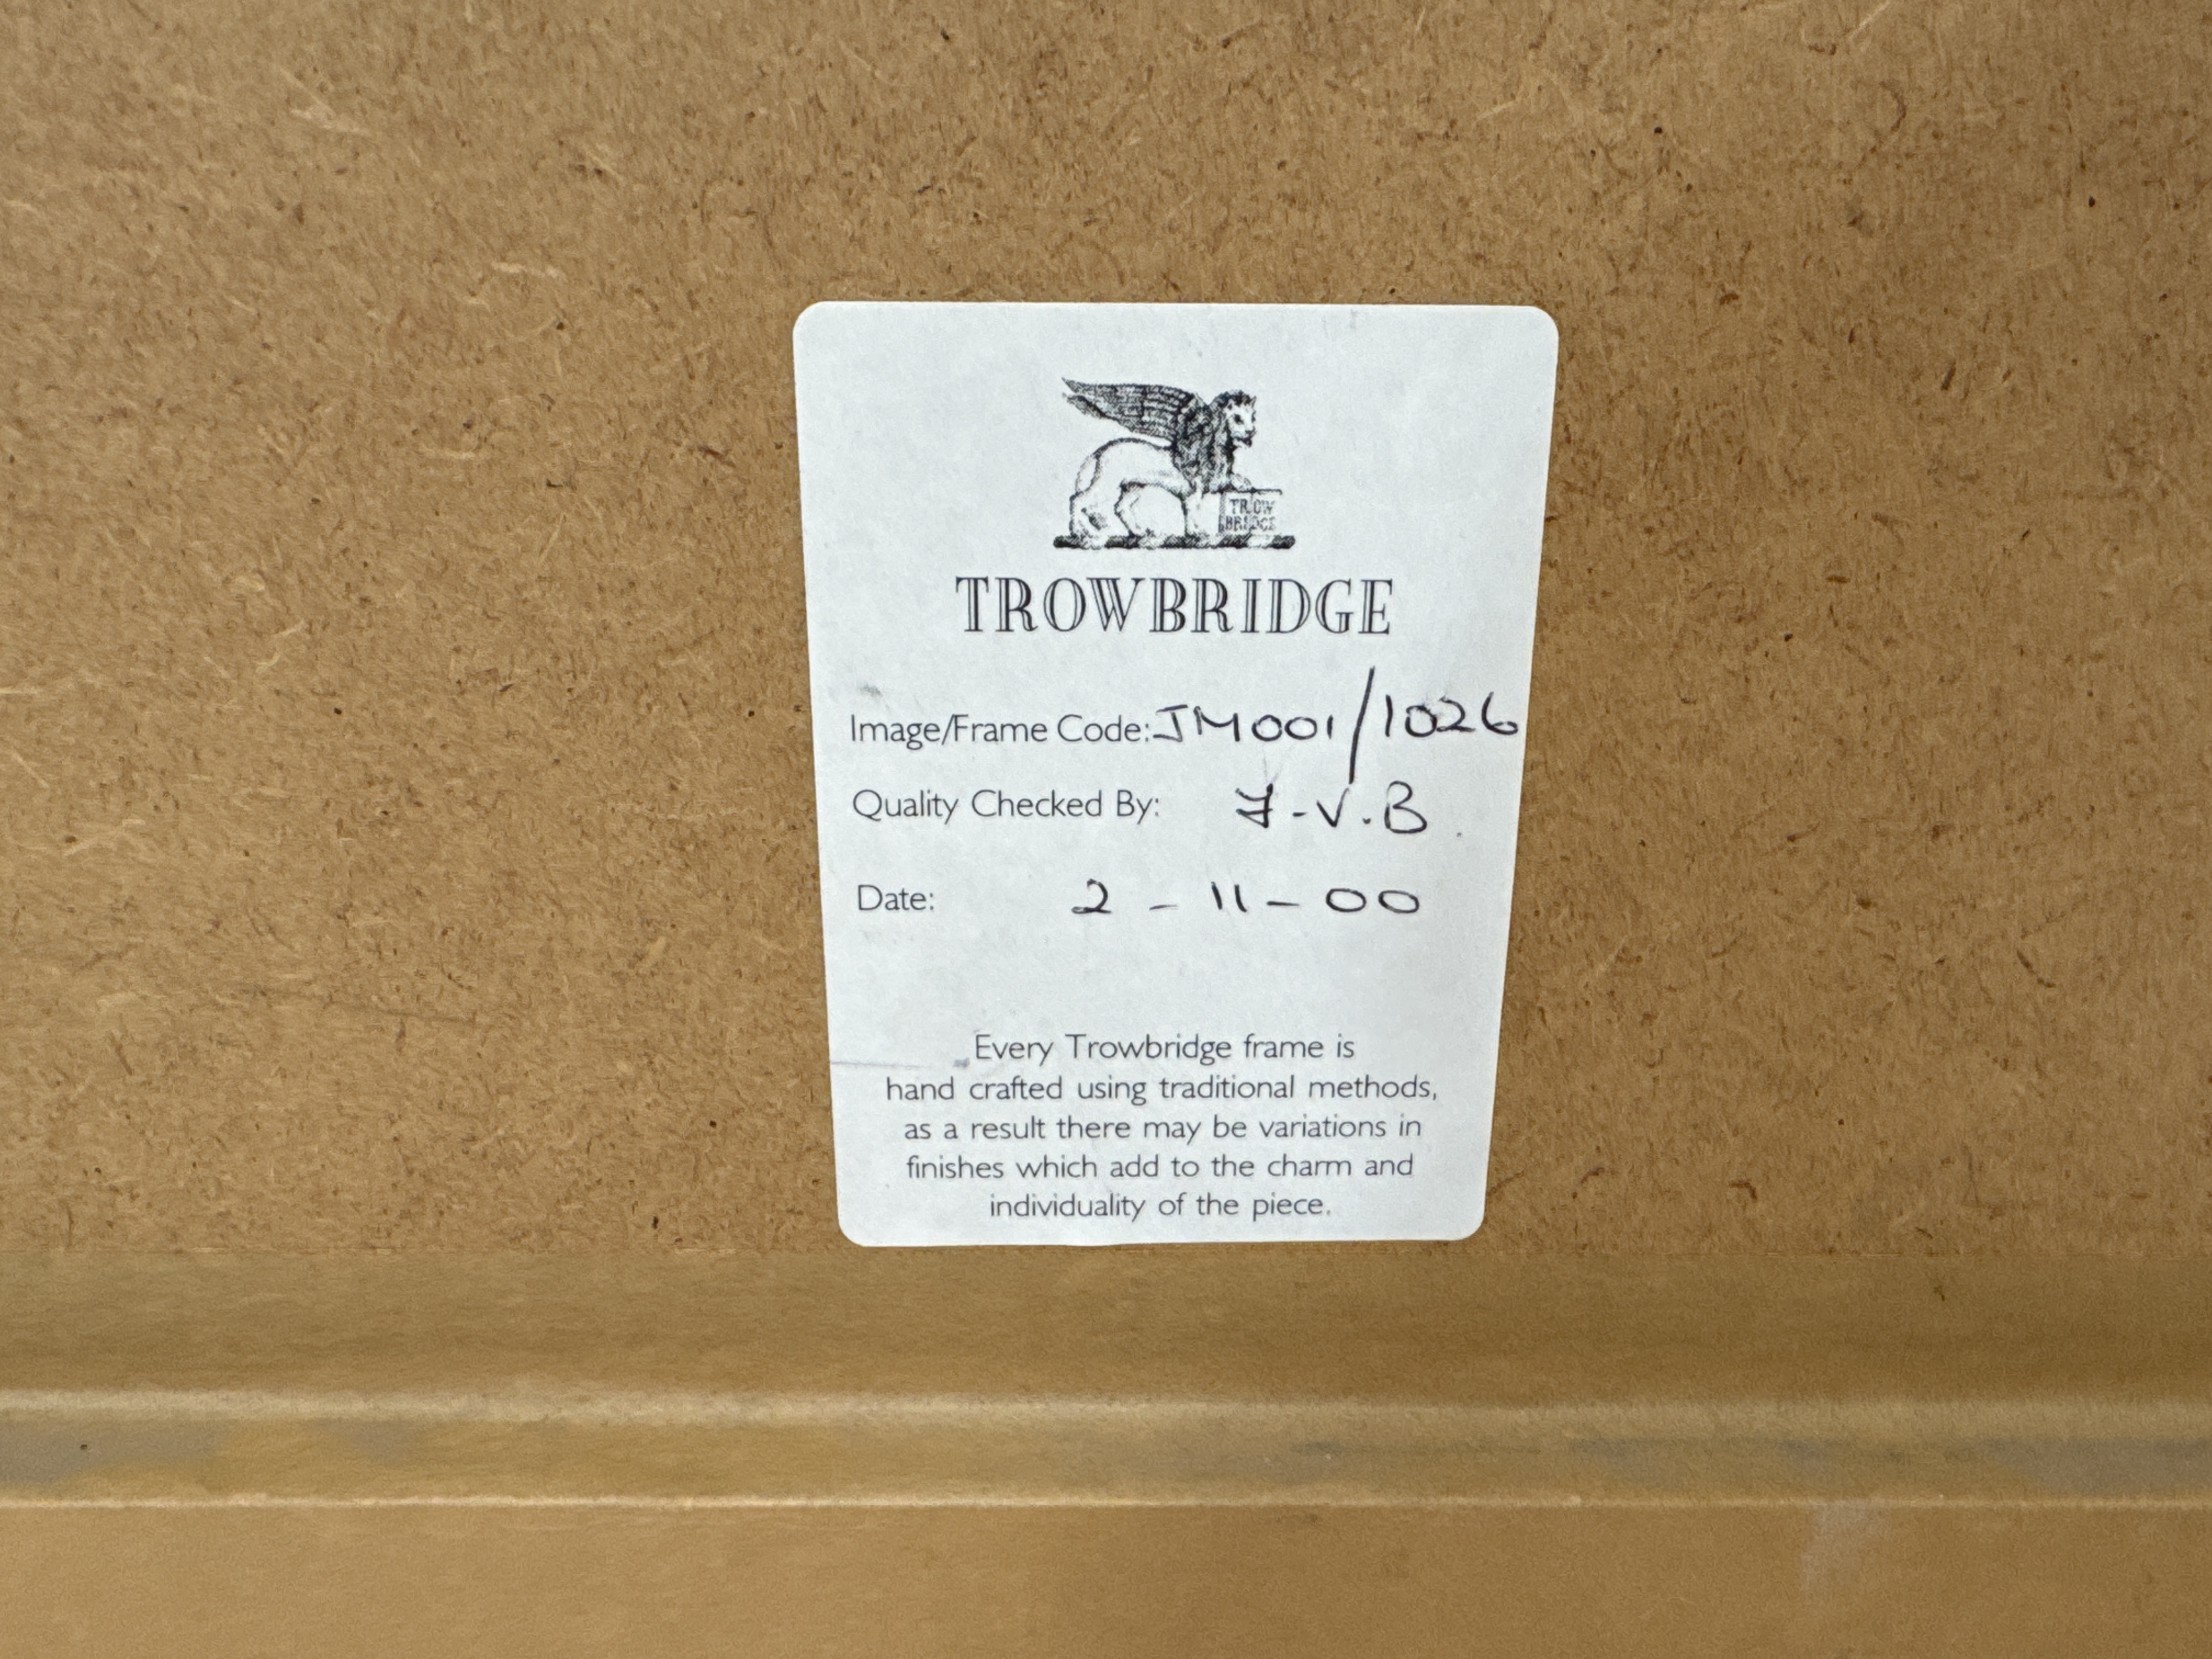 TROW
BRIDGE
TROWBRIDGE
Image/Frame Code: JM001/1026
Quality Checked By: J-V.B.
Date: 2 - 11 - 00
Every Trowbridge frame is
hand crafted using traditional methods,
as a result there may be variations in
finishes which add to the charm and
individuality of the piece.